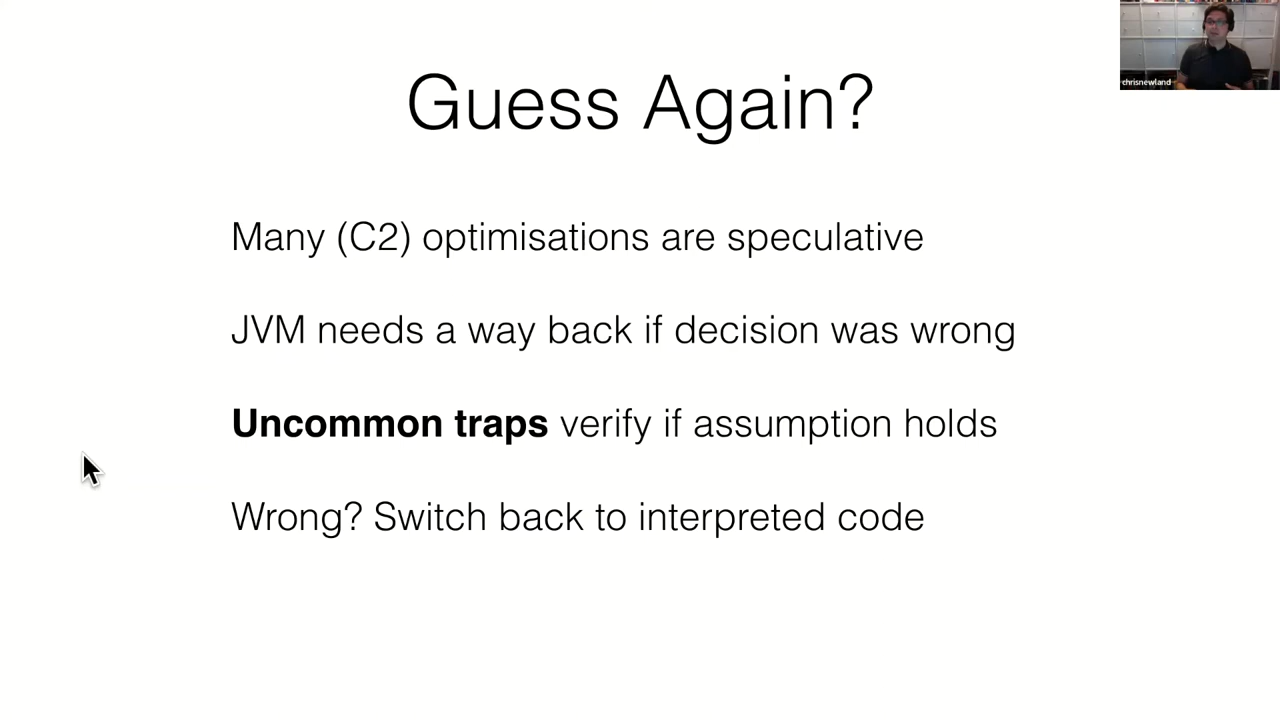 chrisnewland
Guess Again?
Many (C2) optimisations are speculative
JVM needs a way back if decision was wrong
Uncommon traps verify if assumption holds
Wrong? Switch back to interpreted code